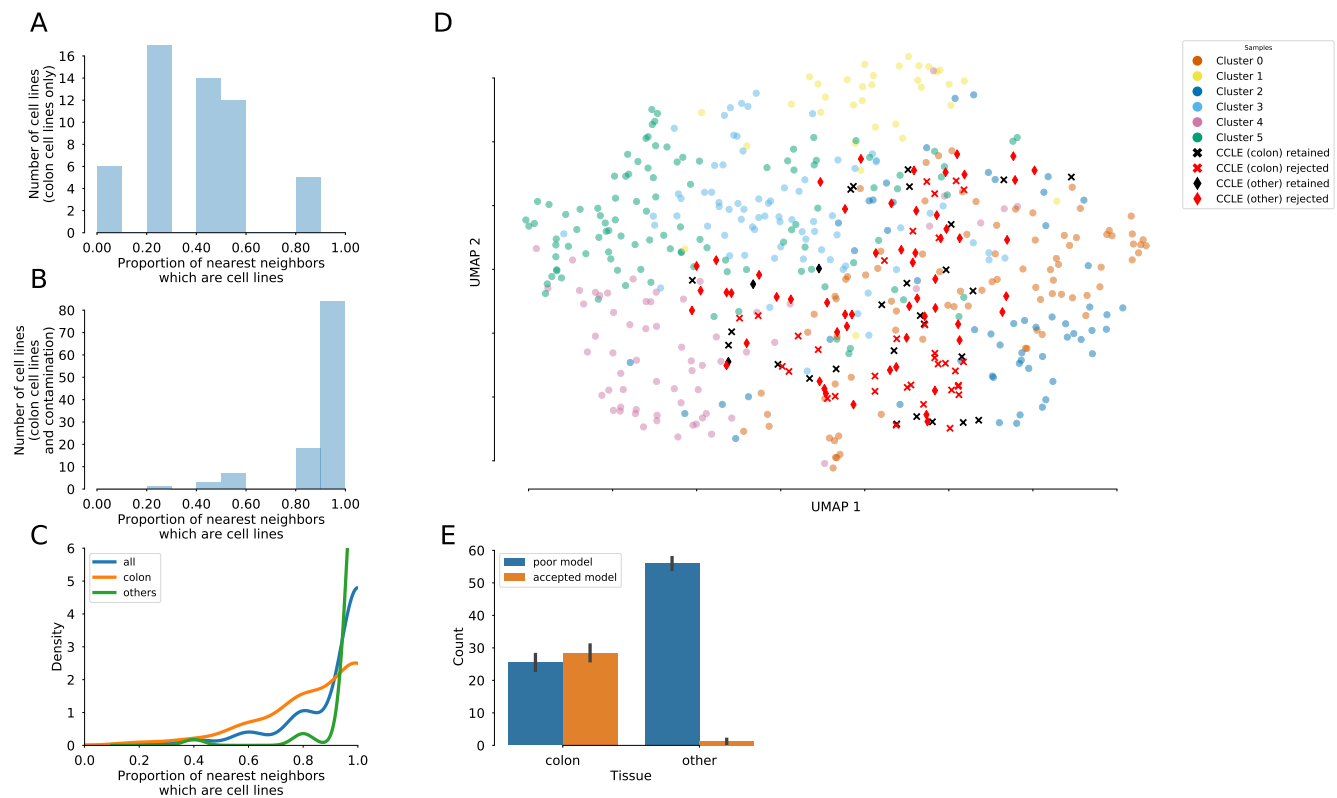 A
Number of cell lines
(colon cell lines only)
16
14
12
10
8
6
4
2
0
0.00 0.20 0.40 0.60 0.80 1.00
Proportion of nearest neighbors
which are cell lines
B
Number of cell lines
(colon cell lines
and contamination)
80
70
60
50
40
30
20
10
0
0.00 0.20 0.40 0.60 0.80 1.00
Proportion of nearest neighbors
which are cell lines
C
Density
6
5
4
3
2
1
0
all
colon
others
0.0 0.2 0.4 0.6 0.8 1.0
Proportion of nearest neighbors
which are cell lines
D
UMAP 2
UMAP 1
Samples
Cluster 0
Cluster 1
Cluster 2
Cluster 3
Cluster 4
Cluster 5
CCLE (colon) retained
CCLE (colon) rejected
CCLE (other) retained
CCLE (other) rejected
E
Count
60
50
40
30
20
10
0
poor model
accepted model
colon other
Tissue